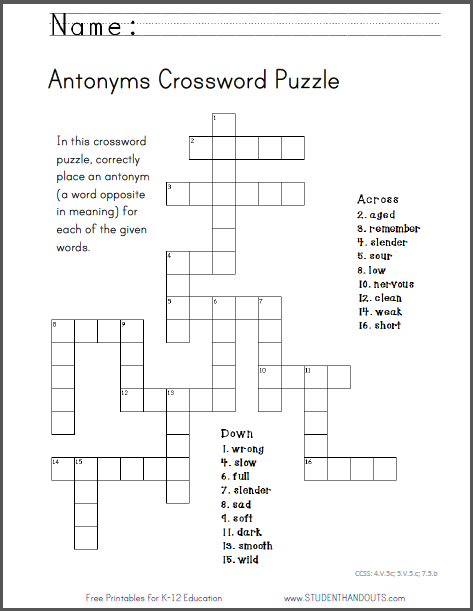 Name:
Antonyms Crossword Puzzle
In this crossword
puzzle, correctly
place an antonym
(a word opposite
in meaning) for
each of the given
words.
1
2
3
4
5 6 7
8 9
10 11
12 13
14 15
16
Across
2. aged
3. remember
4. slender
5. sour
8. low
10. nervous
12. clean
14. weak
16. short
Down
1. wrong
4. slow
6. full
7. slender
8. sad
9. soft
11. dark
13. smooth
15. wild
CCSS: 4.V.5c; 5.V.5.c; 7.5.b
Free Printables For K-12 Education www.STUDENTHANDOUTS.com